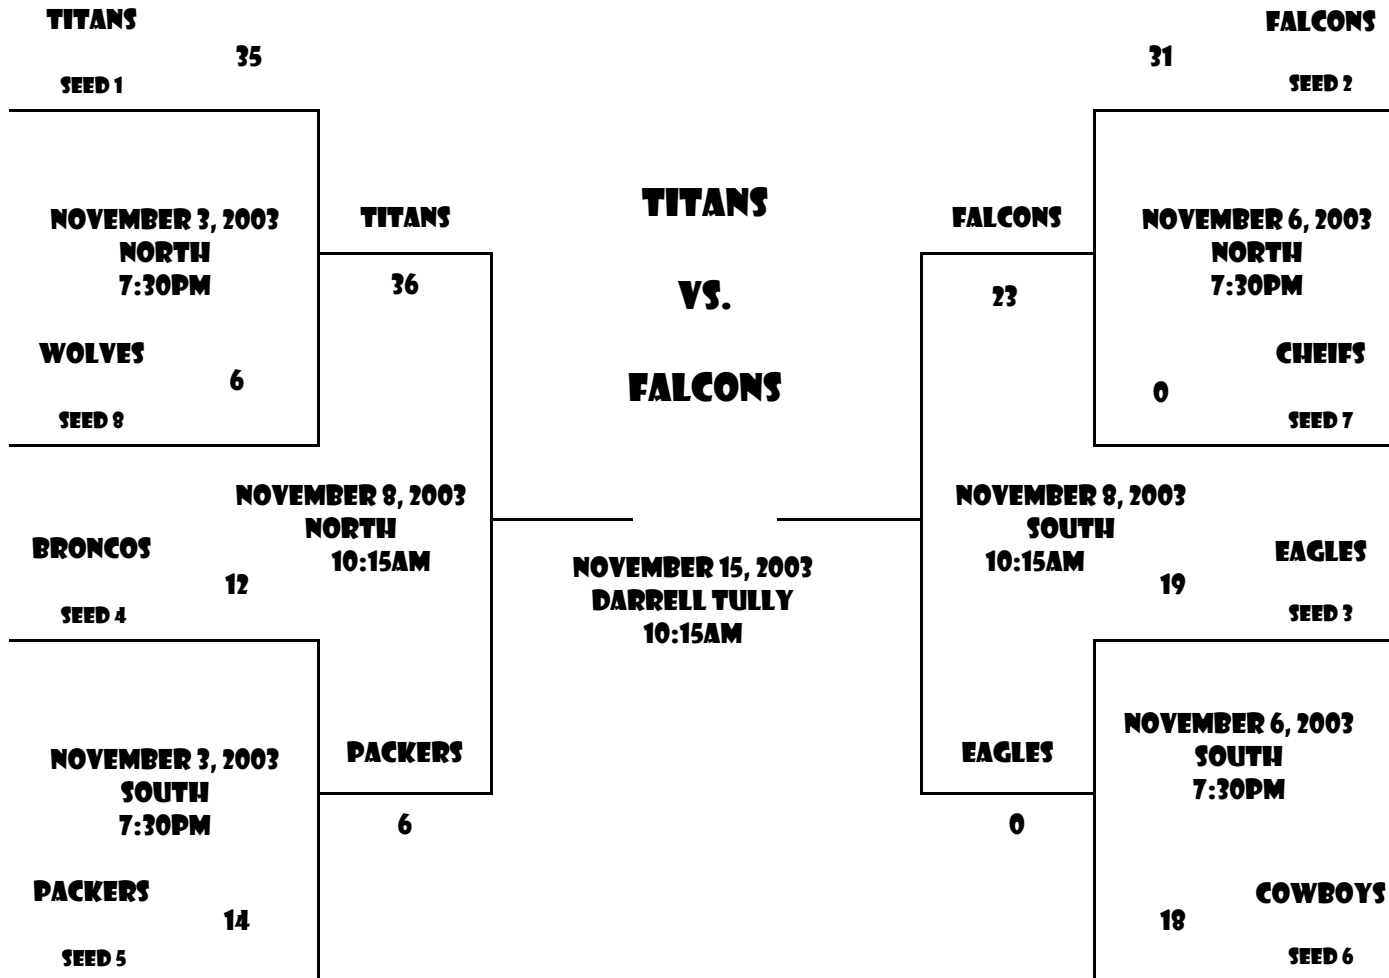 TITANS
35
SEED 1
NOVEMBER 3, 2003
NORTH
7:30PM
WOLVES
6
SEED 8
BRONCOS
12
SEED 4
NOVEMBER 3, 2003
SOUTH
7:30PM
PACKERS
14
SEED 5
TITANS
36
NOVEMBER 8, 2003
NORTH
10:15AM
PACKERS
6
TITANS
VS.
FALCONS
NOVEMBER 15, 2003
DARRELL TULLY
10:15AM
FALCONS
23
NOVEMBER 8, 2003
SOUTH
10:15AM
EAGLES
0
FALCONS
31
SEED 2
NOVEMBER 6, 2003
NORTH
7:30PM
CHEIFS
0
SEED 7
EAGLES
19
SEED 3
NOVEMBER 6, 2003
SOUTH
7:30PM
COWBOYS
18
SEED 6